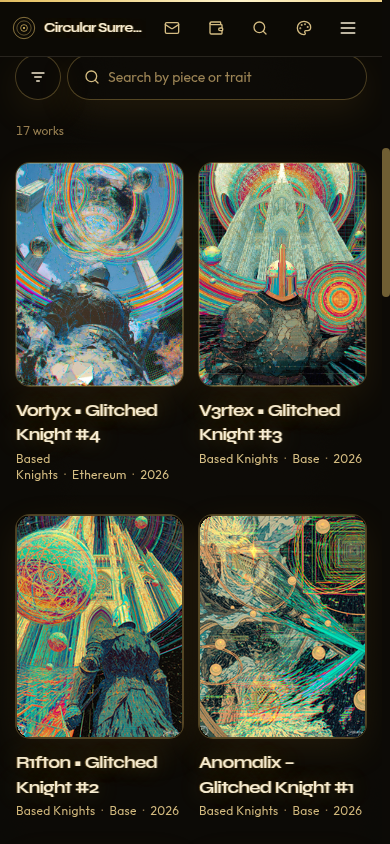 Circular Surre...
Search by piece or trait
17 works
Vortyx ▪ Glitched
Knight #4
Based
Knights · Ethereum · 2026
V3rtex ▪ Glitched
Knight #3
Based Knights · Base · 2026
R1fton ▪ Glitched
Knight #2
Based Knights · Base · 2026
Anomalix –
Glitched Knight #1
Based Knights · Base · 2026